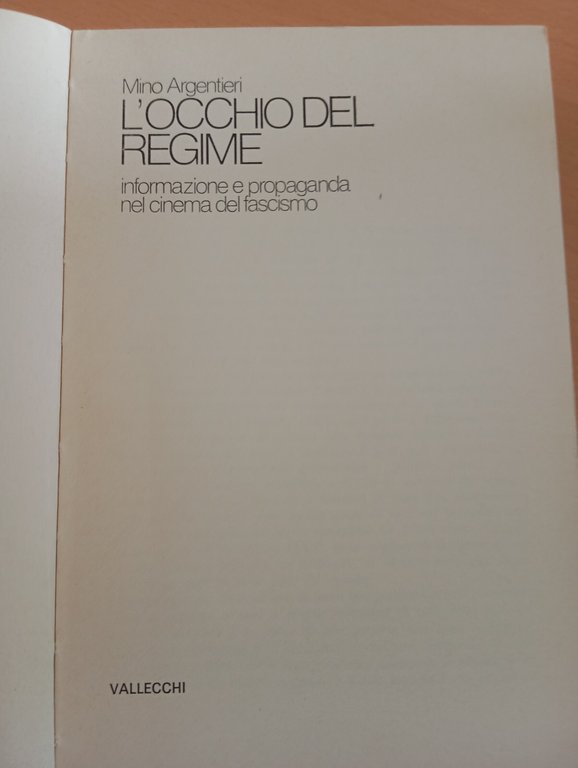 Mino Argentieri
L'OCCHIO DEL
REGIME
informazione e propaganda
nel cinema del fascismo
VALLECCHI